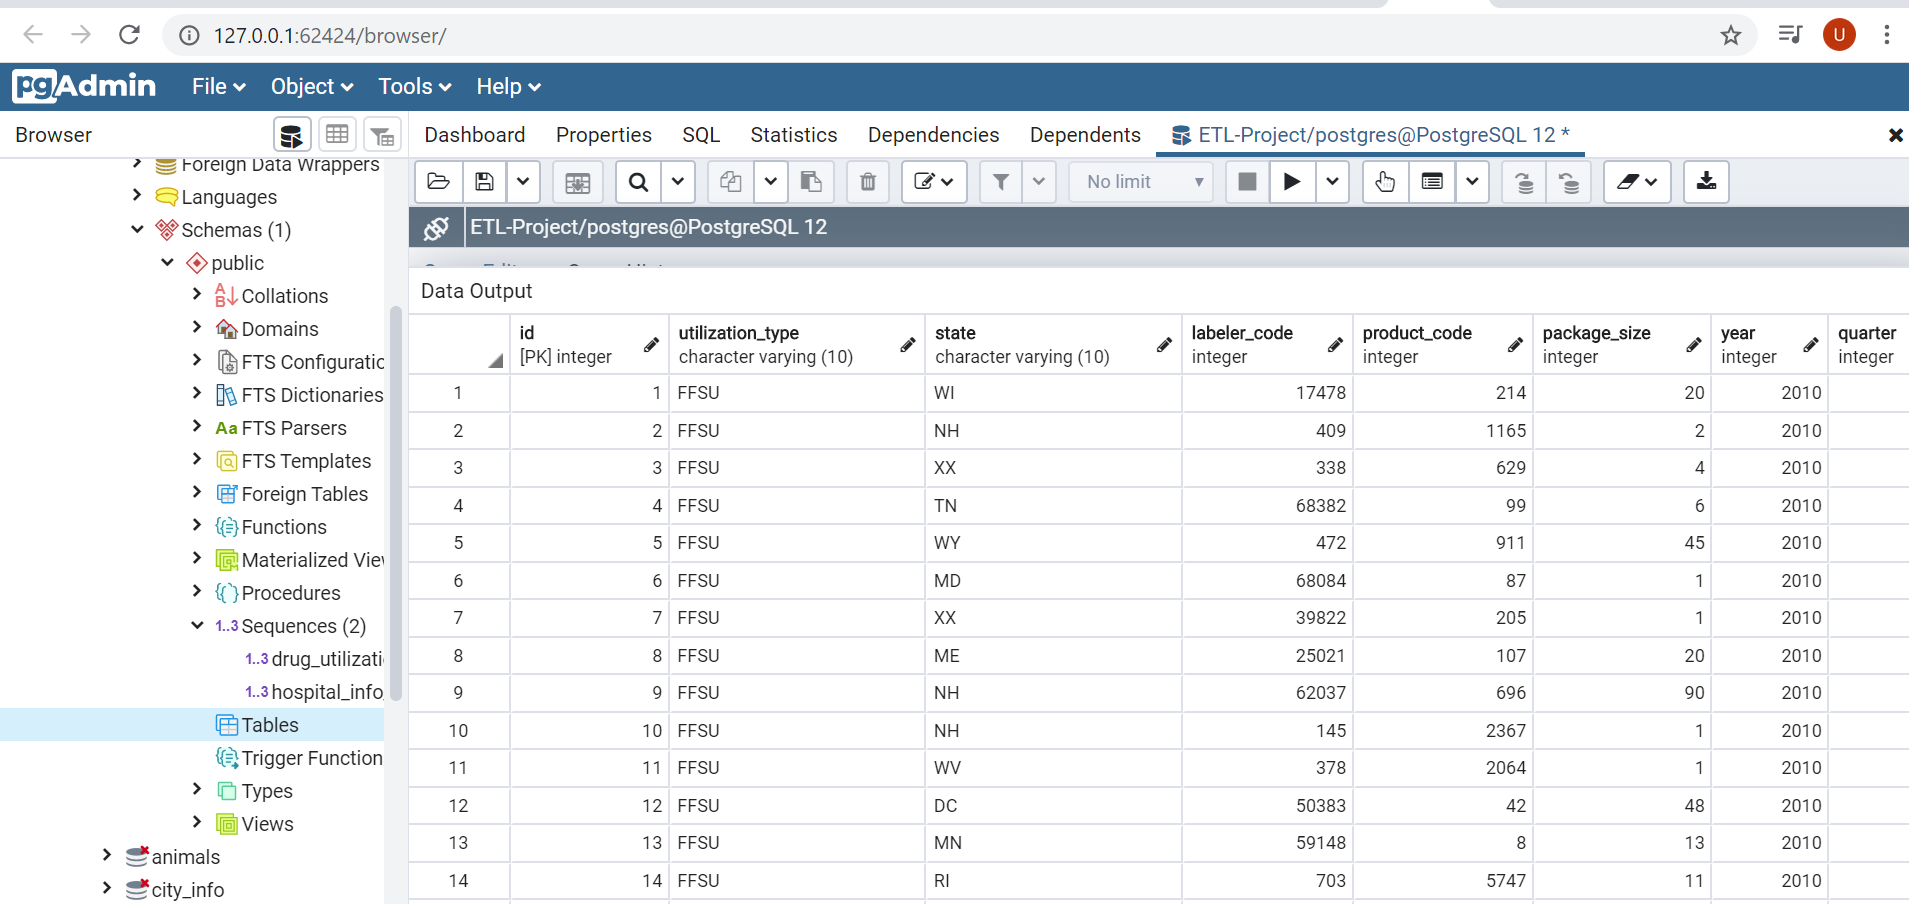 127.0.0.1:62424/browser/
U
pgAdmin File Object Tools Help
Browser
Dashboard Properties SQL Statistics Dependencies Dependents ETL-Project/postgres@PostgreSQL 12 *
No limit
ETL-Project/postgres@PostgreSQL 12
Foreign Data Wrappers
Languages
Schemas (1)
public
Collations
Domains
FTS Configuratio
FTS Dictionaries
Aa FTS Parsers
FTS Templates
Foreign Tables
Functions
Materialized Vie
Procedures
1..3 Sequences (2)
1..3 drug_utilizati
1..3 hospital_info
Tables
Trigger Function
Types
Views
animals
city_info
Data Output
id utilization_type state labeler_code product_code package_size year quarter
[PK] integer character varying (10) character varying (10) integer integer integer integer integer
1 1 FFSU WI 17478 214 20 2010
2 2 FFSU NH 409 1165 2 2010
3 3 FFSU XX 338 629 4 2010
4 4 FFSU TN 68382 99 6 2010
5 5 FFSU WY 472 911 45 2010
6 6 FFSU MD 68084 87 1 2010
7 7 FFSU XX 39822 205 1 2010
8 8 FFSU ME 25021 107 20 2010
9 9 FFSU NH 62037 696 90 2010
10 10 FFSU NH 145 2367 1 2010
11 11 FFSU WV 378 2064 1 2010
12 12 FFSU DC 50383 42 48 2010
13 13 FFSU MN 59148 8 13 2010
14 14 FFSU RI 703 5747 11 2010